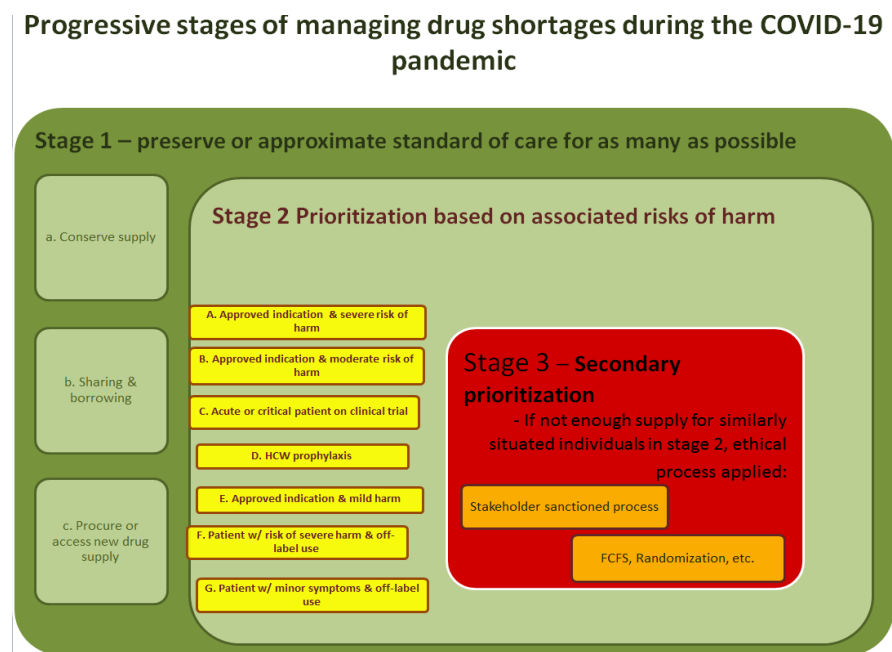 Progressive stages of managing drug shortages during the COVID-19
pandemic
Stage 1 – preserve or approximate standard of care for as many as possible
a. Conserve supply
b. Sharing &
borrowing
c. Procure or
access new drug
supply
Stage 2 Prioritization based on associated risks of harm
A. Approved indication & severe risk of
harm
B. Approved indication & moderate risk of
harm
C. Acute or critical patient on clinical trial
D. HCW prophylaxis
E. Approved indication & mild harm
F. Patient w/ risk of severe harm & off-
label use
G. Patient w/ minor symptoms & off-label
use
Stage 3 – Secondary
prioritization
- If not enough supply for similarly
situated individuals in stage 2, ethical
process applied:
Stakeholder sanctioned process
FCFS, Randomization, etc.